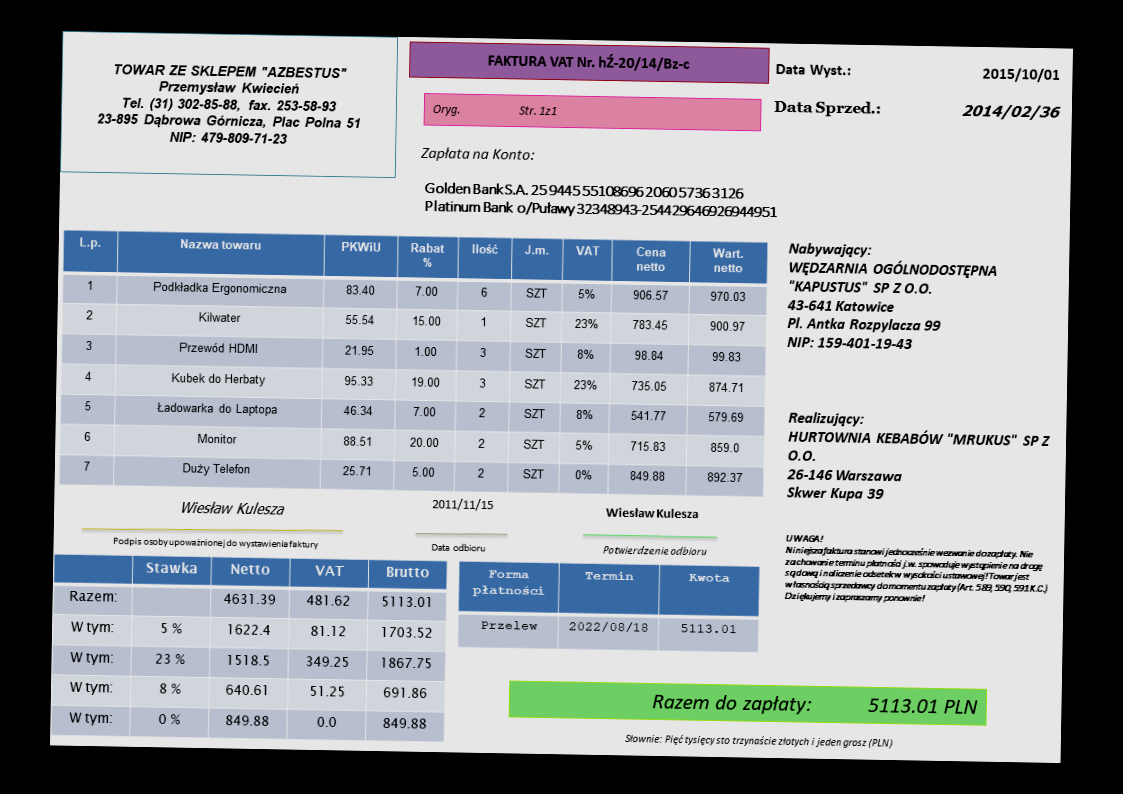 TOWAR ZE SKLEPEM "AZBESTUS"
Przemysław Kwiecień
Tel. (31) 302-85-88, fax. 253-58-93
23-895 Dąbrowa Górnicza, Plac Polna 51
NIP: 479-809-71-23
FAKTURA VAT Nr. hŹ-20/14/Bz-c
Oryg. Str. 1z1
Data Wyst.: 2015/10/01
Data Sprzed.: 2014/02/36
Zapłata na Konto:
Golden Bank S.A. 25 9445 5510 8696 2060 5736 3126
Platinum Bank o/Puławy 32348943-254429646926944951
L.p. Nazwa towaru PKWiU Rabat % Ilość J.m. VAT Cena netto Wart. netto
1 Podkładka Ergonomiczna 83.40 7.00 6 SZT 5% 906.57 970.03
2 Kilwater 55.54 15.00 1 SZT 23% 783.45 900.97
3 Przewód HDMI 21.95 1.00 3 SZT 8% 98.84 99.83
4 Kubek do Herbaty 95.33 19.00 3 SZT 23% 735.05 874.71
5 Ładowarka do Laptopa 46.34 7.00 2 SZT 8% 541.77 579.69
6 Monitor 88.51 20.00 2 SZT 5% 715.83 859.0
7 Duży Telefon 25.71 5.00 2 SZT 0% 849.88 892.37
Nabywający:
WĘDZARNIA OGÓLNODOSTĘPNA
"KAPUSTUS" SP Z O.O.
43-641 Katowice
Pl. Antka Rozpylacza 99
NIP: 159-401-19-43
Realizujący:
HURTOWNIA KEBABÓW "MRUKUS" SP Z
O.O.
26-146 Warszawa
Skwer Kupa 39
Wiesław Kulesza
Podpis osoby upoważnionej do wystawienia faktury
2011/11/15
Data odbioru
Wiesław Kulesza
Potwierdzenie odbioru
UWAGA!
Niniejsza faktura stanowi jednocześnie wezwanie do zapłaty. Nie
zachowanie terminu płatności j.w. spowoduje wystąpienie na drogę
sądową i naliczenie odsetek w wysokości ustawowej! Towar jest
własnością sprzedawcy do momentu zapłaty (Art. 589, 590, 591 K.C.)
Dziękujemy i zapraszamy ponownie!
Stawka Netto VAT Brutto
Razem: 4631.39 481.62 5113.01
W tym: 5 % 1622.4 81.12 1703.52
W tym: 23 % 1518.5 349.25 1867.75
W tym: 8 % 640.61 51.25 691.86
W tym: 0 % 849.88 0.0 849.88
Forma płatności Termin Kwota
Przelew 2022/08/18 5113.01
Razem do zapłaty: 5113.01 PLN
Słownie: Pięć tysięcy sto trzynaście złotych i jeden grosz (PLN)